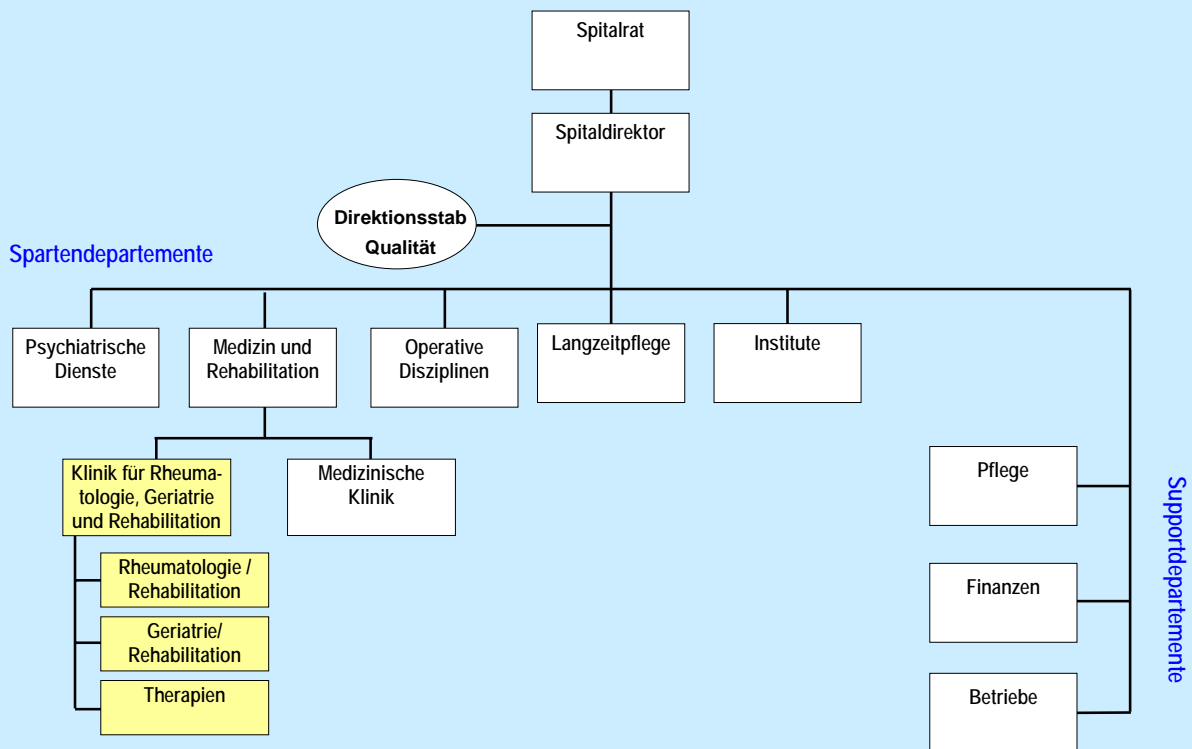 Spitalrat
Spitaldirektor
Direktionsstab
Qualität
Spartendepartemente
Psychiatrische
Dienste
Medizin und
Rehabilitation
Operative
Disziplinen
Langzeitpflege
Institute
Klinik für Rheuma-
tologie, Geriatrie
und Rehabilitation
Medizinische
Klinik
Rheumatologie /
Rehabilitation
Geriatrie/
Rehabilitation
Therapien
Pflege
Finanzen
Betriebe
Supportdepartemente